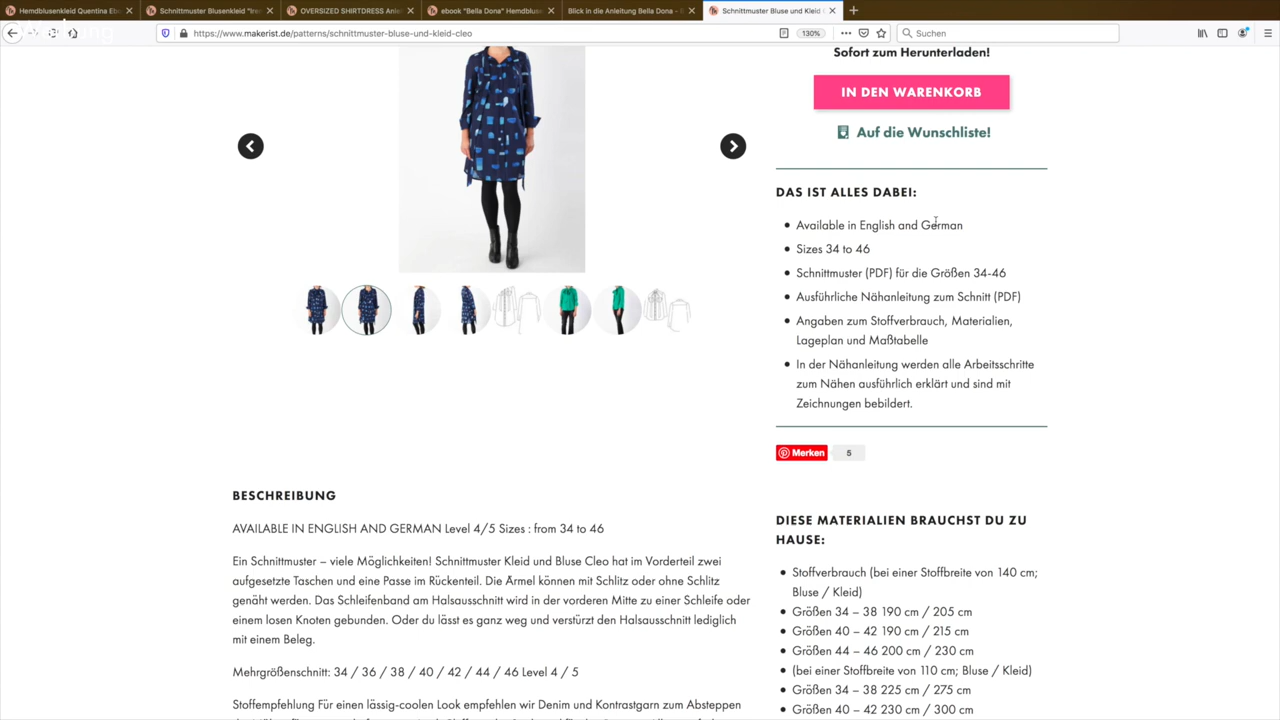 Hemdblusenkleid Quentina Ebo
Schnittmuster Blusenkleid "Iren
OVERSIZED SHIRTDRESS Anlei
ebook "Bella Dona" Hemdbluse
Blick in die Anleitung Bella Dona - B
Schnittmuster Bluse und Kleid C
https://www.makerist.de/patterns/schnittmuster-bluse-und-kleid-cleo
130%
Suchen
Sofort zum Herunterladen!
IN DEN WARENKORB
Auf die Wunschliste!
DAS IST ALLES DABEI:
Available in English and German
Sizes 34 to 46
Schnittmuster (PDF) für die Größen 34-46
Ausführliche Nähanleitung zum Schnitt (PDF)
Angaben zum Stoffverbrauch, Materialien,
Lageplan und Maßtabelle
In der Nähanleitung werden alle Arbeitsschritte
zum Nähen ausführlich erklärt und sind mit
Zeichnungen bebildert.
Merken 5
BESCHREIBUNG
AVAILABLE IN ENGLISH AND GERMAN Level 4/5 Sizes : from 34 to 46
Ein Schnittmuster – viele Möglichkeiten! Schnittmuster Kleid und Bluse Cleo hat im Vorderteil zwei
aufgesetzte Taschen und eine Passe im Rückenteil. Die Ärmel können mit Schlitz oder ohne Schlitz
genäht werden. Das Schleifenband am Halsausschnitt wird in der vorderen Mitte zu einer Schleife oder
einem losen Knoten gebunden. Oder du lässt es ganz weg und verstürzt den Halsausschnitt lediglich
mit einem Beleg.
Mehrgrößenschnitt: 34 / 36 / 38 / 40 / 42 / 44 / 46 Level 4 / 5
Stoffempfehlung Für einen lässig-coolen Look empfehlen wir Denim und Kontrastgarn zum Absteppen
DIESE MATERIALIEN BRAUCHST DU ZU
HAUSE:
Stoffverbrauch (bei einer Stoffbreite von 140 cm;
Bluse / Kleid)
Größen 34 – 38 190 cm / 205 cm
Größen 40 – 42 190 cm / 215 cm
Größen 44 – 46 200 cm / 230 cm
(bei einer Stoffbreite von 110 cm; Bluse / Kleid)
Größen 34 – 38 225 cm / 275 cm
Größen 40 – 42 230 cm / 300 cm